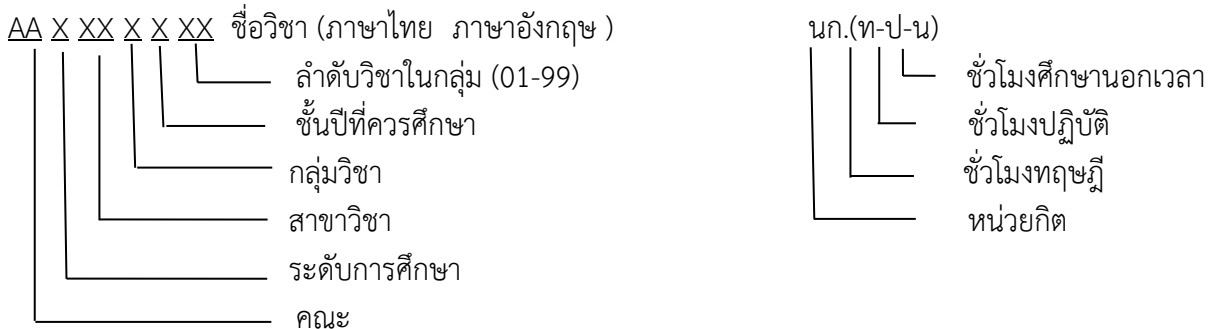 AA X XX X X XX ชื่อวิชา (ภาษาไทย ภาษาอังกฤษ ) นก.(ท-ป-น)
ลำดับวิชาในกลุ่ม (01-99) ชั่วโมงศึกษานอกเวลา
ชั้นปีที่ควรศึกษา ชั่วโมงปฏิบัติ
กลุ่มวิชา ชั่วโมงทฤษฎี
สาขาวิชา หน่วยกิต
ระดับการศึกษา
คณะ